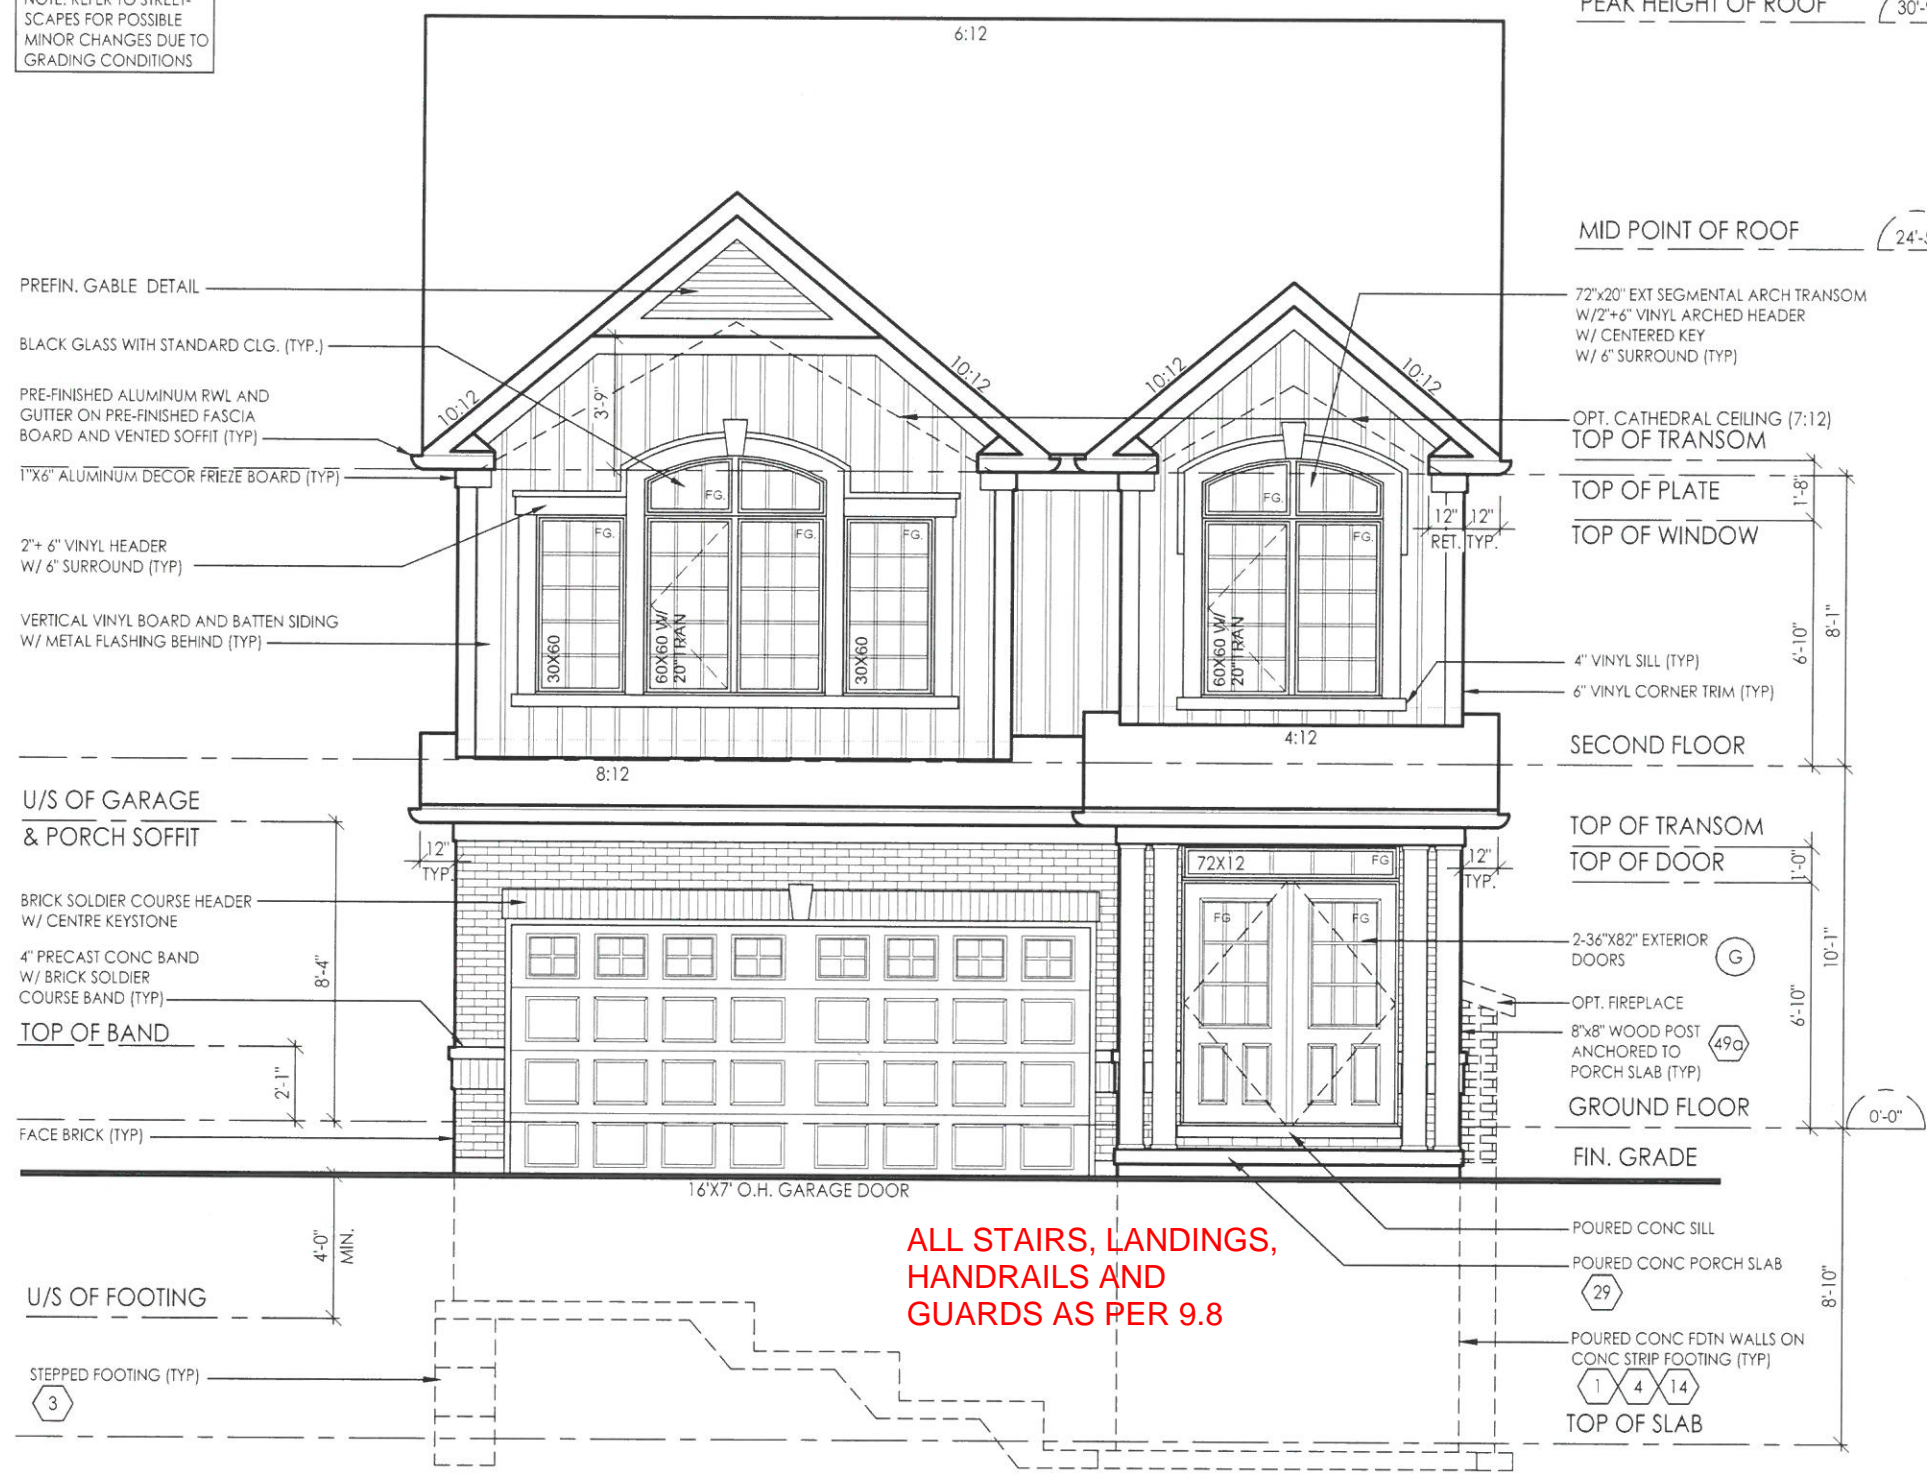 NOTE: REFER TO STREET-
SCAPES FOR POSSIBLE
MINOR CHANGES DUE TO
GRADING CONDITIONS
6:12
PEAK HEIGHT OF ROOF
MID POINT OF ROOF
PREFIN. GABLE DETAIL
BLACK GLASS WITH STANDARD CLG. (TYP.)
PRE-FINISHED ALUMINUM RWL AND
GUTTER ON PRE-FINISHED FASCIA
BOARD AND VENTED SOFFIT (TYP)
1"X6" ALUMINUM DECOR FRIEZE BOARD (TYP)
2"+ 6" VINYL HEADER
W/ 6" SURROUND (TYP)
VERTICAL VINYL BOARD AND BATTEN SIDING
W/ METAL FLASHING BEHIND (TYP)
U/S OF GARAGE
& PORCH SOFFIT
BRICK SOLDIER COURSE HEADER
W/ CENTRE KEYSTONE
4" PRECAST CONC BAND
W/ BRICK SOLDIER
COURSE BAND (TYP)
TOP OF BAND
FACE BRICK (TYP)
8'-4"
2'-1"
4'-0"
MIN.
U/S OF FOOTING
STEPPED FOOTING (TYP)
3
10:12
10:12
10:12
10:12
3'-9"
FG.
FG.
FG.
FG.
30X60
60X60 W/
20" TRAN
30X60
FG.
FG.
60X60 W/
20" TRAN
12"
RET.
12"
TYP.
8:12
4:12
12"
TYP.
72X12
FG
12"
TYP.
FG
FG
16'X7' O.H. GARAGE DOOR
ALL STAIRS, LANDINGS,
HANDRAILS AND
GUARDS AS PER 9.8
72"x20" EXT SEGMENTAL ARCH TRANSOM
W/2"+6" VINYL ARCHED HEADER
W/ CENTERED KEY
W/ 6" SURROUND (TYP)
OPT. CATHEDRAL CEILING (7:12)
TOP OF TRANSOM
TOP OF PLATE
TOP OF WINDOW
1'-8"
6'-10"
8'-1"
4" VINYL SILL (TYP)
6" VINYL CORNER TRIM (TYP)
SECOND FLOOR
TOP OF TRANSOM
TOP OF DOOR
1'-0"
6'-10"
10'-1"
2-36"X82" EXTERIOR
DOORS
G
OPT. FIREPLACE
8"x8" WOOD POST
ANCHORED TO
PORCH SLAB (TYP)
49a
GROUND FLOOR
0'-0"
FIN. GRADE
POURED CONC SILL
POURED CONC PORCH SLAB
29
8'-10"
POURED CONC FDTN WALLS ON
CONC STRIP FOOTING (TYP)
1 4 14
TOP OF SLAB